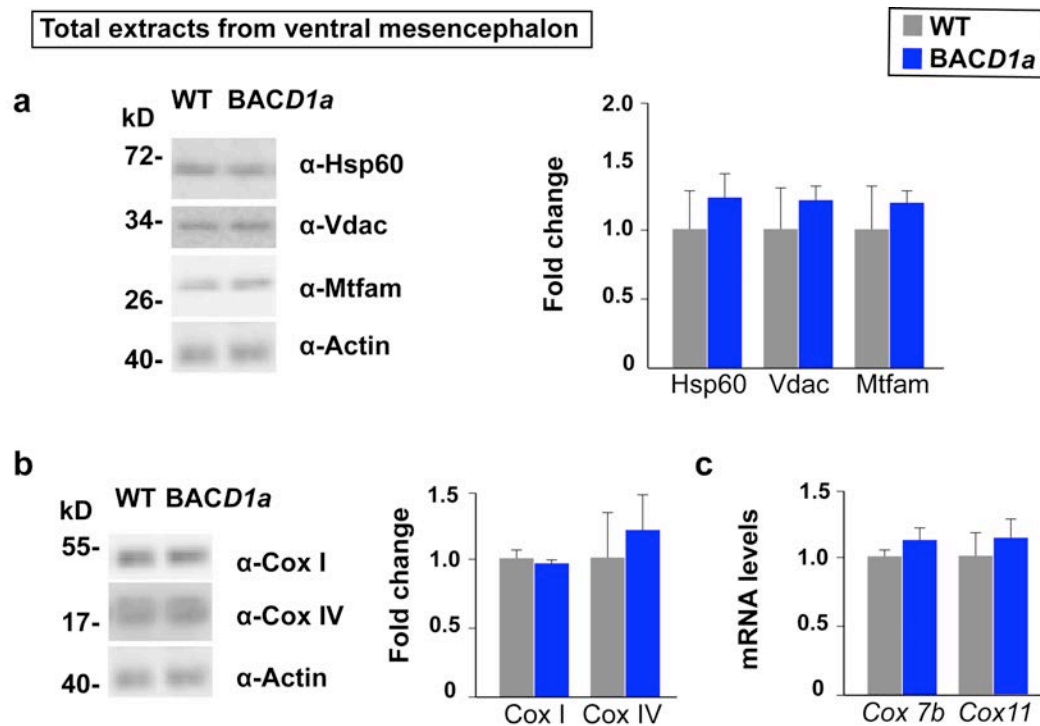 Total extracts from ventral mesencephalon
WT
BACD1a
a
kD
WT BACD1a
72-
α-Hsp60
34-
α-Vdac
α-Mtfam
26-
α-Actin
40-
Fold change
2.0
1.5
1.0
0.5
0
Hsp60 Vdac Mtfam
b
kD
WT BACD1a
55-
α-Cox I
α-Cox IV
17-
α-Actin
40-
Fold change
1.5
1.0
0.5
0
Cox I Cox IV
c
mRNA levels
1.5
1.0
0.5
0
Cox 7b Cox11